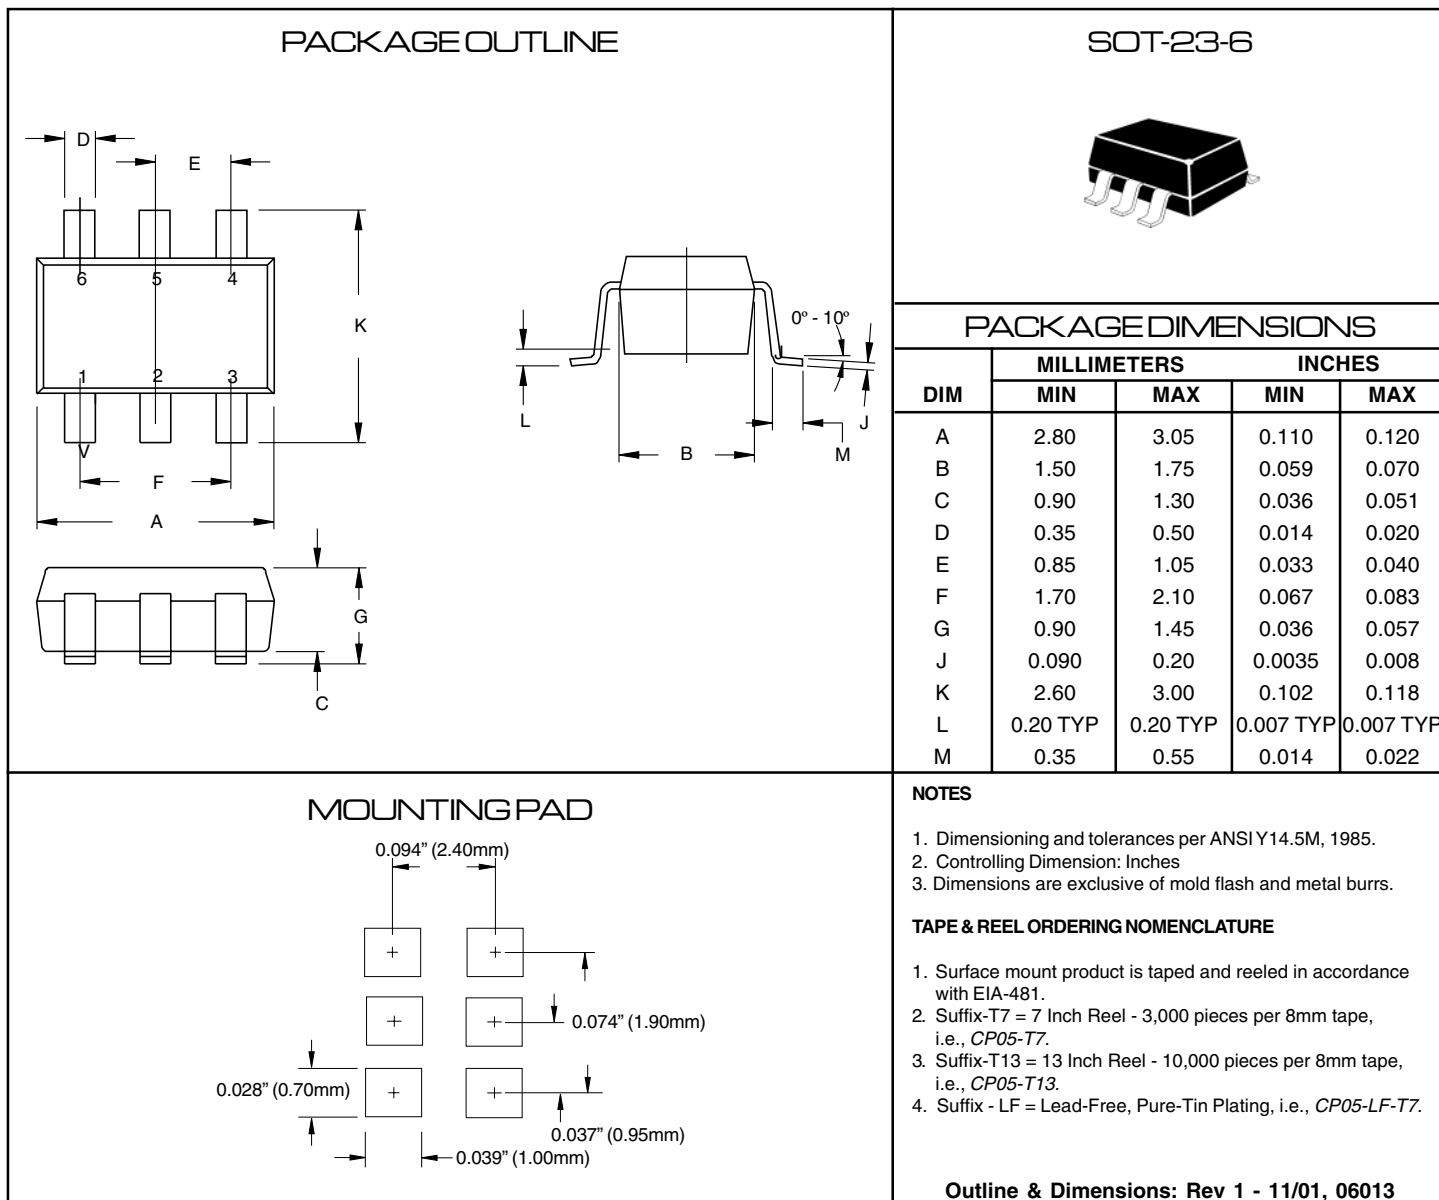 PACKAGE OUTLINE
D
E
6 5 4
K
1 2 3
V
F
A
G
C
0º - 10º
L
B
M
J
SOT-23-6
PACKAGE DIMENSIONS
MILLIMETERS INCHES
DIM MIN MAX MIN MAX
A 2.80 3.05 0.110 0.120
B 1.50 1.75 0.059 0.070
C 0.90 1.30 0.036 0.051
D 0.35 0.50 0.014 0.020
E 0.85 1.05 0.033 0.040
F 1.70 2.10 0.067 0.083
G 0.90 1.45 0.036 0.057
J 0.090 0.20 0.0035 0.008
K 2.60 3.00 0.102 0.118
L 0.20 TYP 0.20 TYP 0.007 TYP 0.007 TYP
M 0.35 0.55 0.014 0.022
MOUNTING PAD
0.094” (2.40mm)
0.074” (1.90mm)
0.028” (0.70mm)
0.037” (0.95mm)
0.039” (1.00mm)
NOTES
1. Dimensioning and tolerances per ANSI Y14.5M, 1985.
2. Controlling Dimension: Inches
3. Dimensions are exclusive of mold flash and metal burrs.
TAPE & REEL ORDERING NOMENCLATURE
1. Surface mount product is taped and reeled in accordance
with EIA-481.
2. Suffix-T7 = 7 Inch Reel - 3,000 pieces per 8mm tape,
i.e., CP05-T7.
3. Suffix-T13 = 13 Inch Reel - 10,000 pieces per 8mm tape,
i.e., CP05-T13.
4. Suffix - LF = Lead-Free, Pure-Tin Plating, i.e., CP05-LF-T7.
Outline & Dimensions: Rev 1 - 11/01, 06013